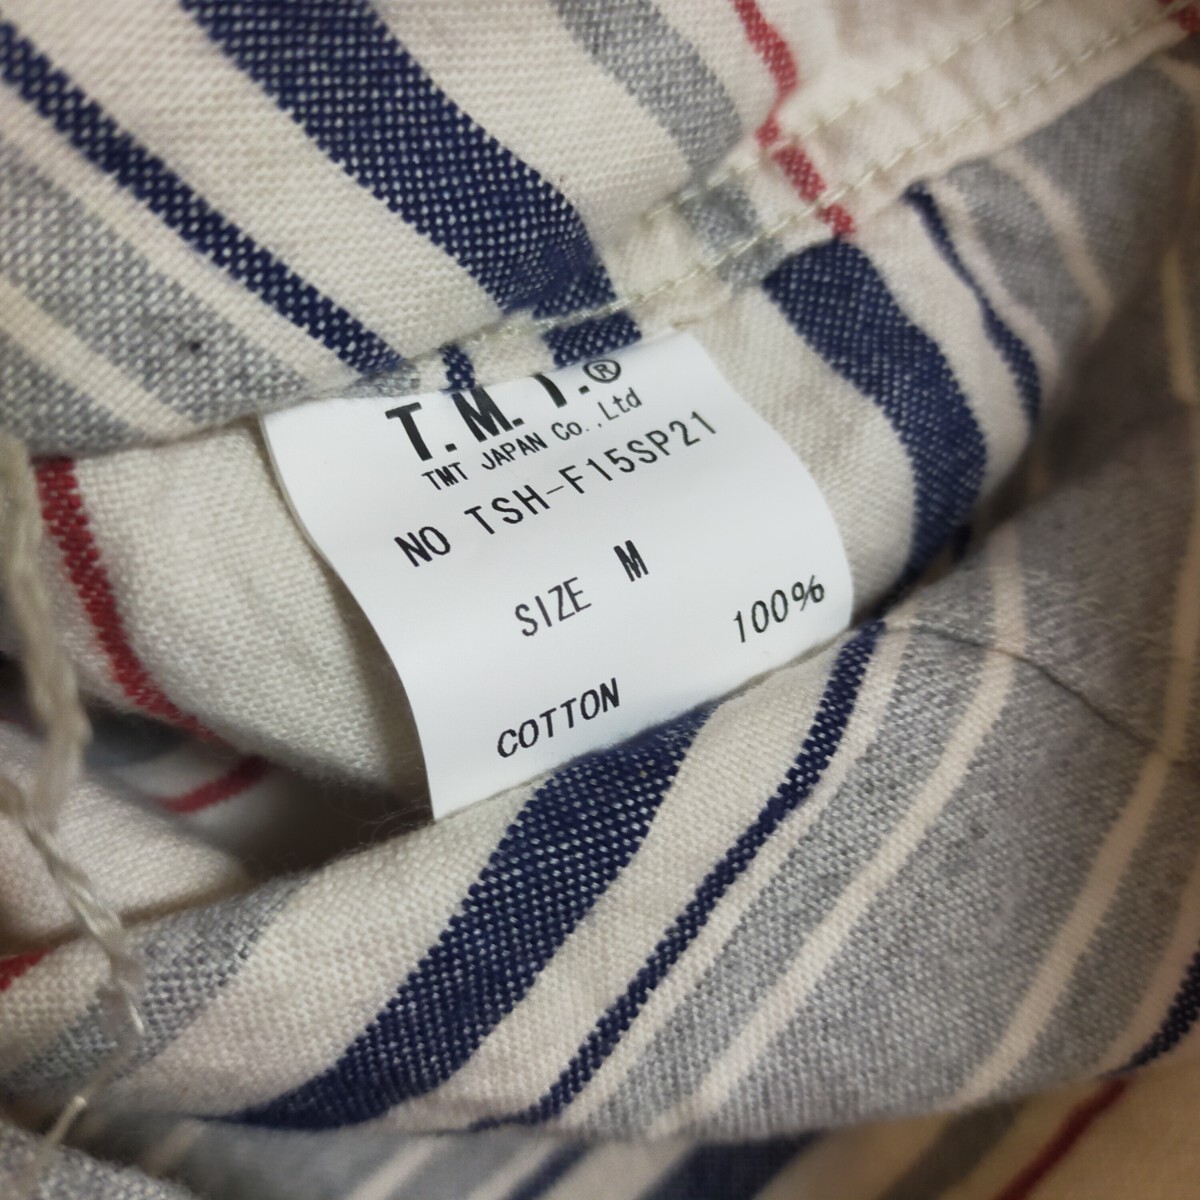 T.M.T.®
TMT JAPAN Co.,Ltd
NO TSH-F15SP21
SIZE M
COTTON 100%